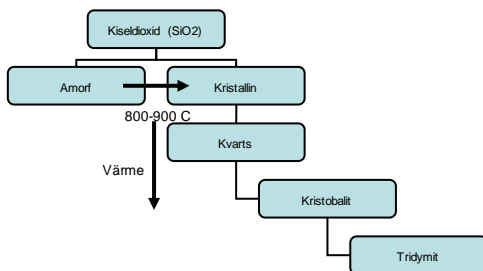 Kiseldioxid (SiO2)
Amorf
Kristallin
800-900 C
Kvarts
Värme
Kristobalit
Tridymit